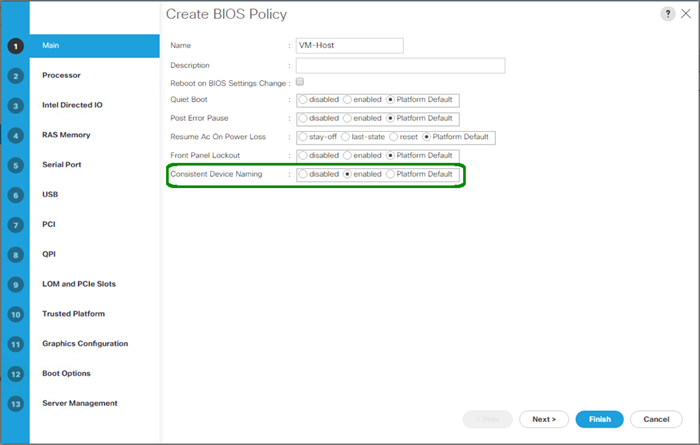 Create BIOS Policy
?
1 Main
2 Processor
3 Intel Directed IO
4 RAS Memory
5 Serial Port
6 USB
7 PCI
8 QPI
9 LOM and PCIe Slots
10 Trusted Platform
11 Graphics Configuration
12 Boot Options
13 Server Management
Name : VM-Host
Description :
Reboot on BIOS Settings Change :
Quiet Boot : disabled enabled Platform Default
Post Error Pause : disabled enabled Platform Default
Resume Ac On Power Loss : stay-off last-state reset Platform Default
Front Panel Lockout : disabled enabled Platform Default
Consistent Device Naming : disabled enabled Platform Default
< Prev Next > Finish Cancel